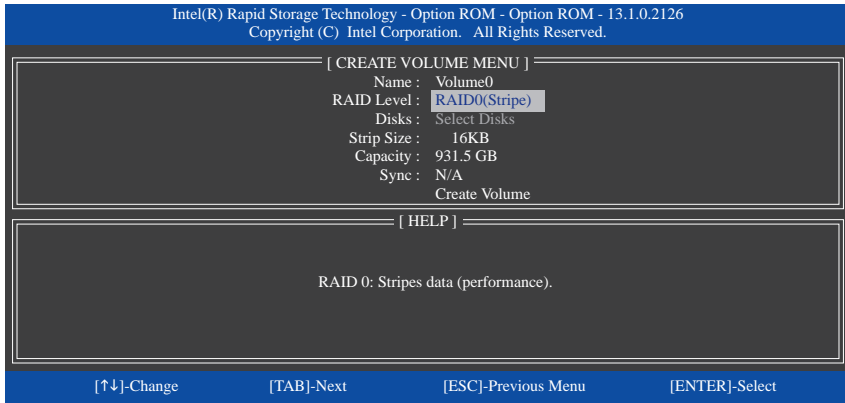 Intel(R) Rapid Storage Technology - Option ROM - Option ROM - 13.1.0.2126
Copyright (C) Intel Corporation. All Rights Reserved.
[ CREATE VOLUME MENU ]
Name : Volume0
RAID Level : RAID0(Stripe)
Disks : Select Disks
Strip Size : 16KB
Capacity : 931.5 GB
Sync : N/A
Create Volume
[ HELP ]
RAID 0: Stripes data (performance).
[↑↓]-Change [TAB]-Next [ESC]-Previous Menu [ENTER]-Select